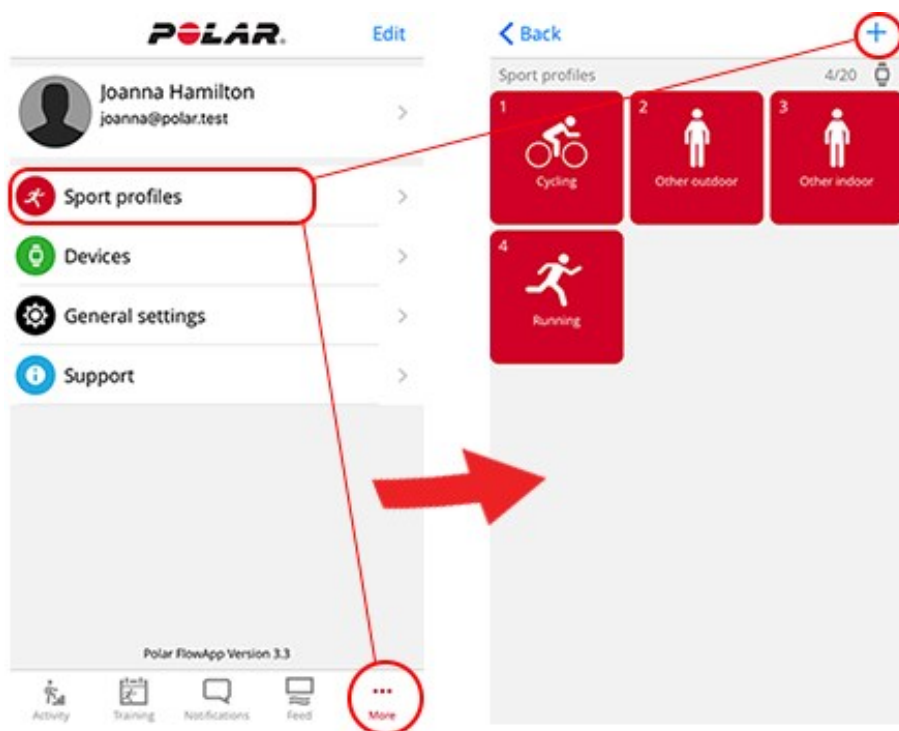 POLAR.
Edit
Joanna Hamilton
joanna@polar.test
Sport profiles
Devices
General settings
Support
Polar FlowApp Version 3.3
Activity
Training
Notifications
Feed
More
Back
+
Sport profiles 4/20
1
Cycling
2
Other outdoor
3
Other indoor
4
Running